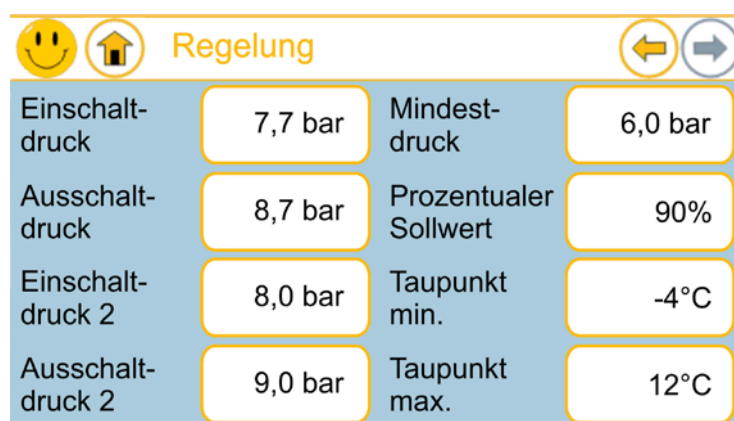 Regelung
Einschalt-
druck
7,7 bar
Mindest-
druck
6,0 bar
Ausschalt-
druck
8,7 bar
Prozentualer
Sollwert
90%
Einschalt-
druck 2
8,0 bar
Taupunkt
min.
-4°C
Ausschalt-
druck 2
9,0 bar
Taupunkt
max.
12°C